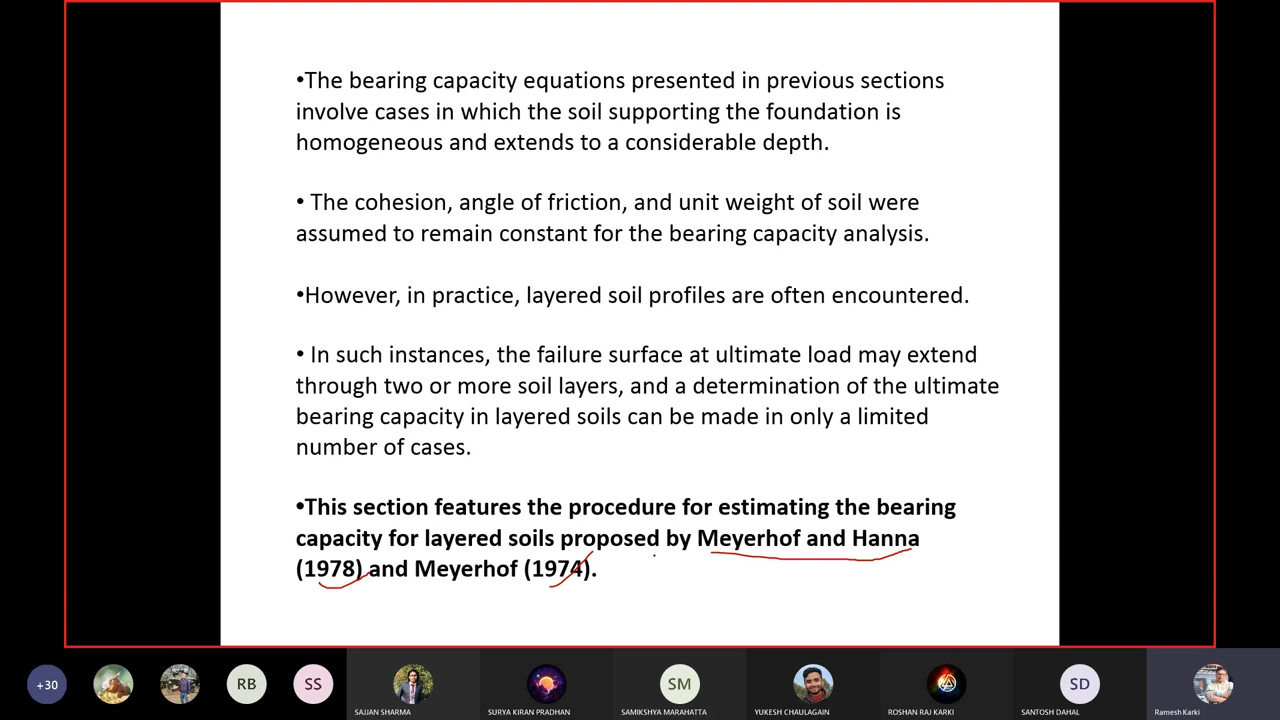 •The bearing capacity equations presented in previous sections
involve cases in which the soil supporting the foundation is
homogeneous and extends to a considerable depth.
• The cohesion, angle of friction, and unit weight of soil were
assumed to remain constant for the bearing capacity analysis.
•However, in practice, layered soil profiles are often encountered.
• In such instances, the failure surface at ultimate load may extend
through two or more soil layers, and a determination of the ultimate
bearing capacity in layered soils can be made in only a limited
number of cases.
•This section features the procedure for estimating the bearing
capacity for layered soils proposed by Meyerhof and Hanna
(1978) and Meyerhof (1974).
+30
RB
SS
SM
SD
SAJJAN SHARMA
SURYA KIRAN PRADHAN
SAMIKSHYA MARAHATTA
YUKESH CHAULAGAIN
ROSHAN RAJ KARKI
SANTOSH DAHAL
Ramesh Karki